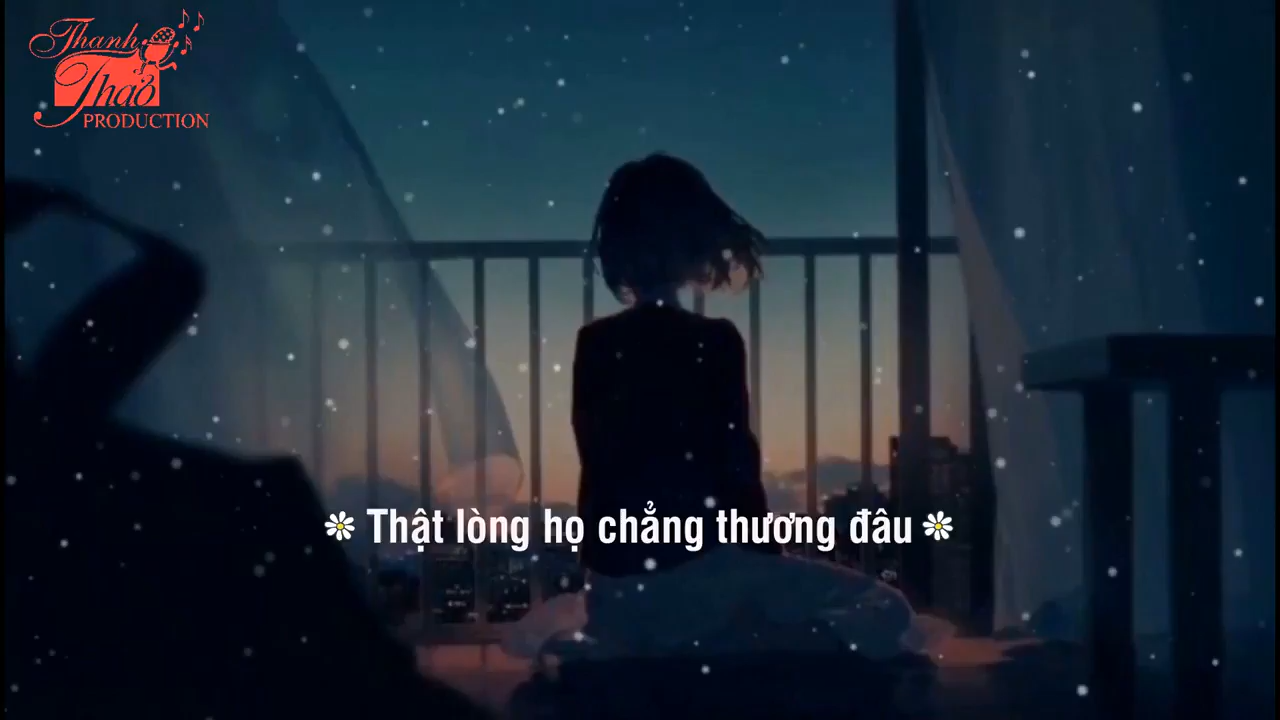 Thanh
Thảo
PRODUCTION
Thật lòng họ chẳng thương đâu